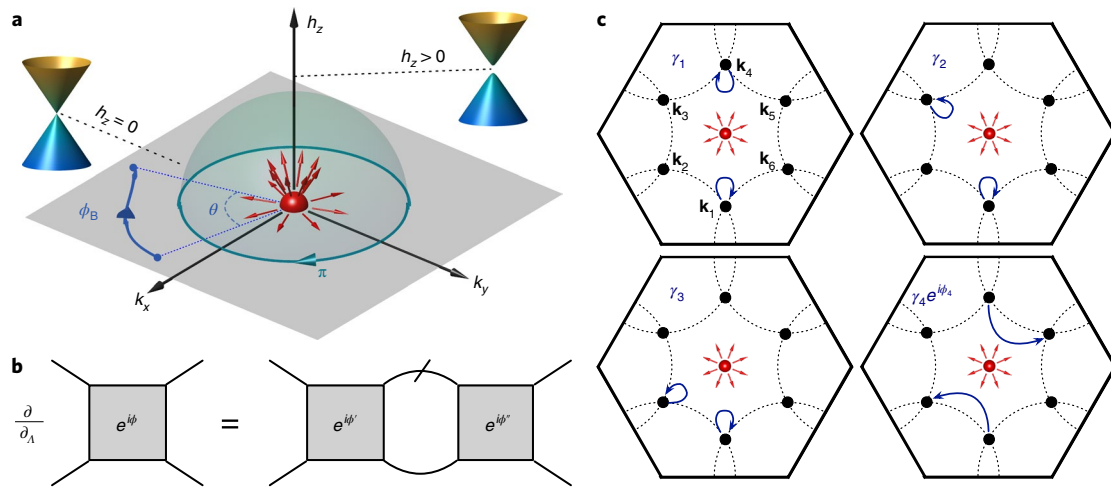 a
h_z
h_z > 0
h_z = 0
ϕ_B
θ
π
k_x
k_y
b
∂
∂_Λ
e^{iϕ}
=
e^{iϕ′}
e^{iϕ″}
c
γ_1
k_4
k_3
k_5
k_2
k_6
k_1
γ_2
γ_3
γ_4e^{iϕ_4}